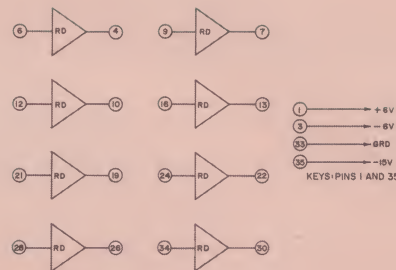 6 RD 4 9 RD 7
12 RD 10 16 RD 13
1 +6V
3 -6V
33 GRD
35 -15V
KEYS: PINS 1 AND 35
21 RD 19 24 RD 22
28 RD 26 34 RD 30